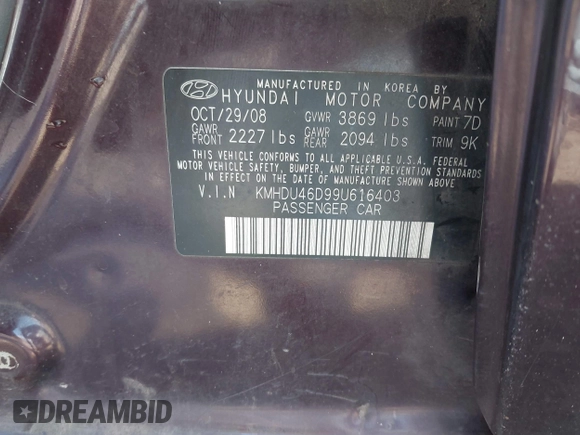 MANUFACTURED IN KOREA BY
HYUNDAI MOTOR COMPANY
OCT/29/08 GVWR 3869 lbs PAINT 7D
GAWR FRONT 2227 lbs GAWR REAR 2094 lbs TRIM 9K
THIS VEHICLE CONFORMS TO ALL APPLICABLE U.S.A. FEDERAL
MOTOR VEHICLE SAFETY, BUMPER, AND THEFT PREVENTION STANDARDS
IN EFFECT ON THE DATE OF MANUFACTURE SHOWN ABOVE.
V.I.N KMHDU46D99U616403
PASSENGER CAR
DREAMBID